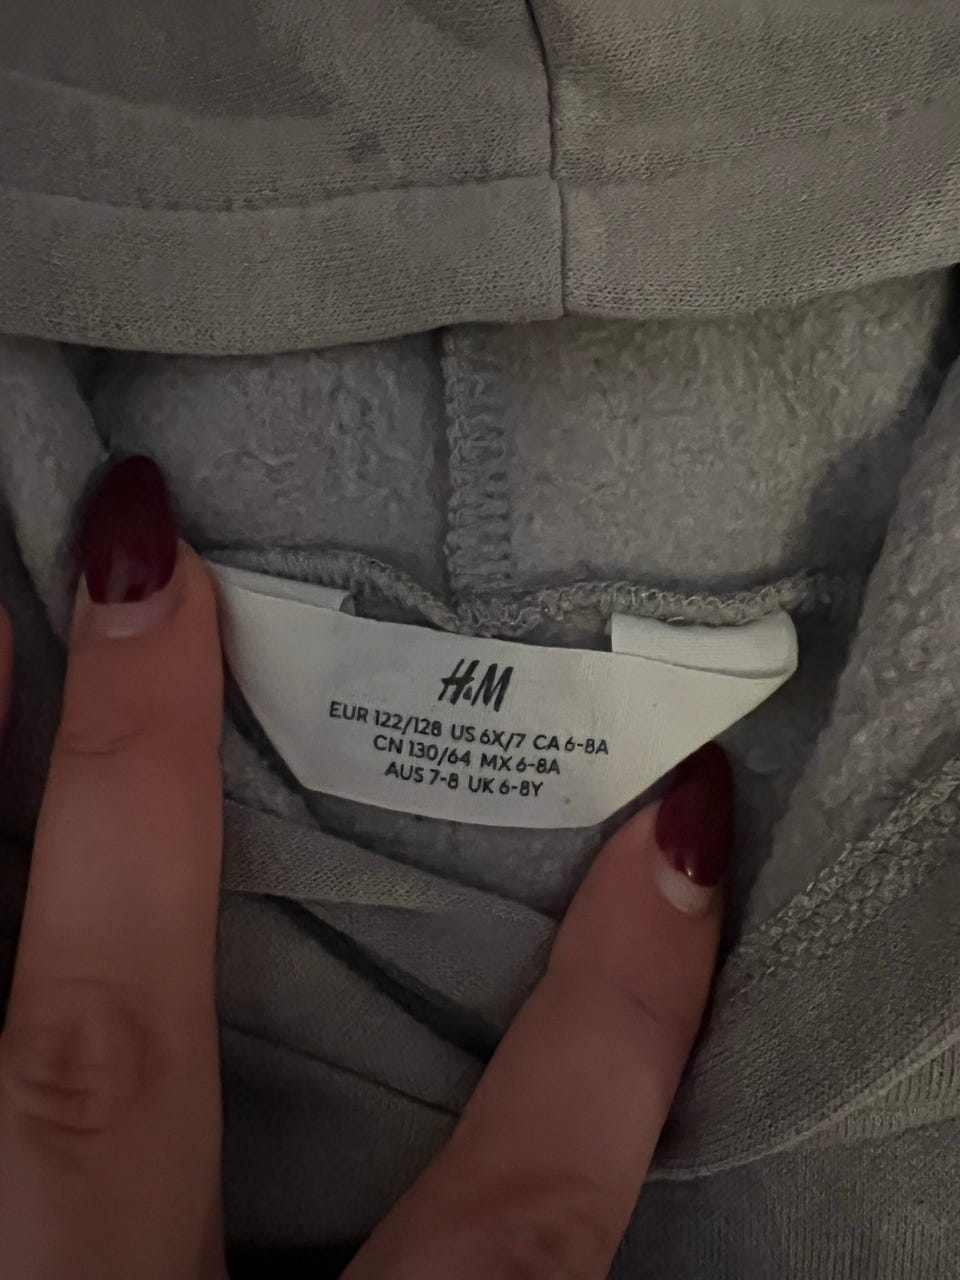 H&M
EUR 122/128 US 6X/7 CA 6-8A
CN 130/64 MX 6-8A
AUS 7-8 UK 6-8Y